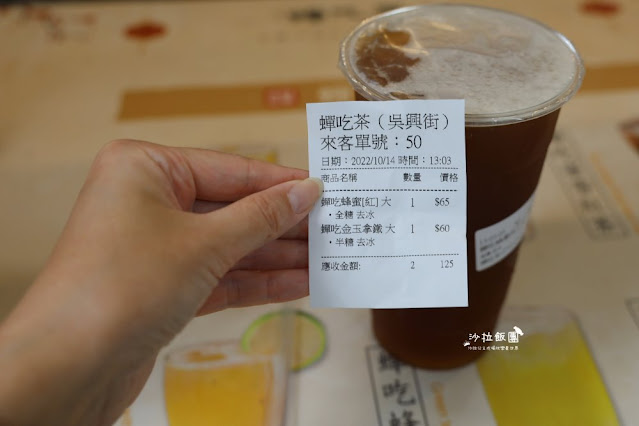 蟬吃茶（吳興街）
來客單號：50
日期：2022/10/14 時間：13:03
商品名稱 數量 價格
蟬吃蜂蜜[紅] 大 1 $65
・全糖 去冰
蟬吃金玉拿鐵 大 1 $60
・半糖 去冰
應收金額: 2 125
沙拉飯團
蟬吃蜂